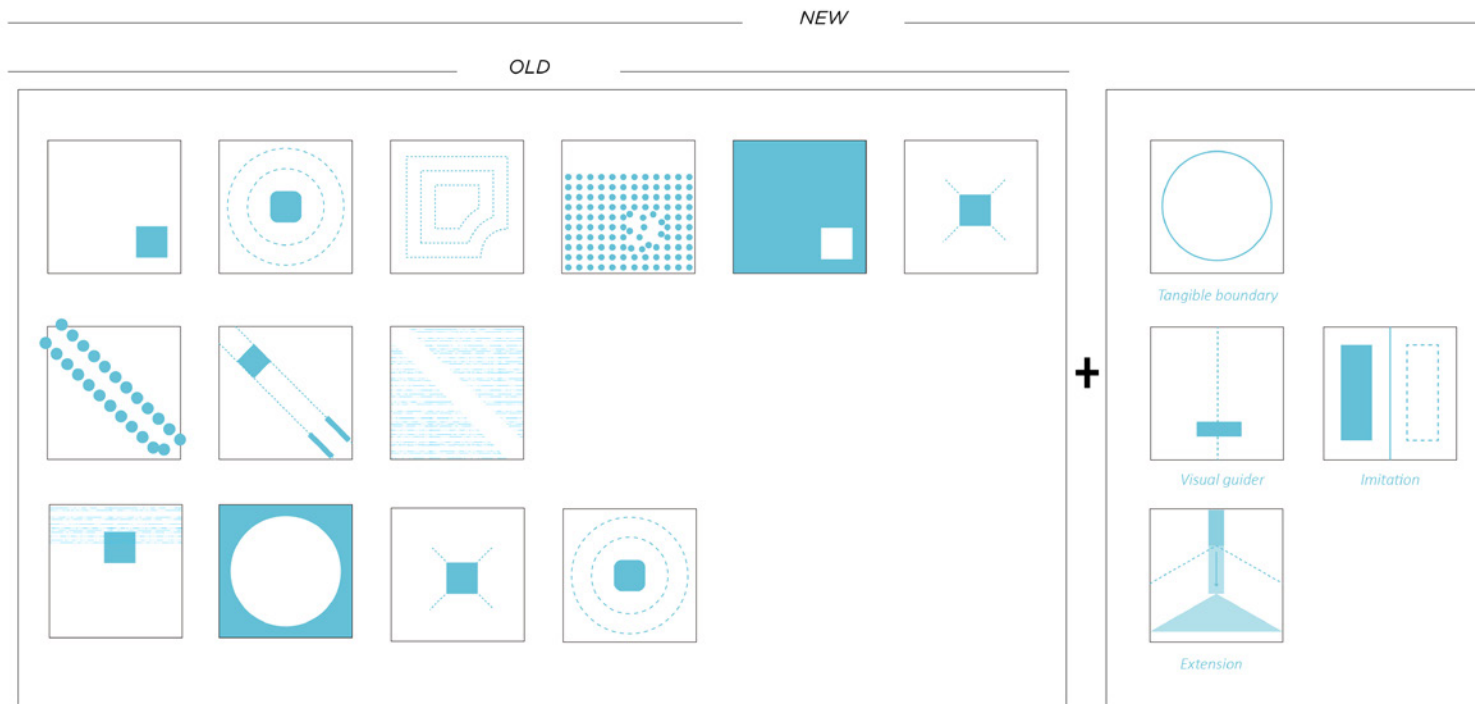 NEW
OLD
Tangible boundary
+
Visual guider
Imitation
Extension